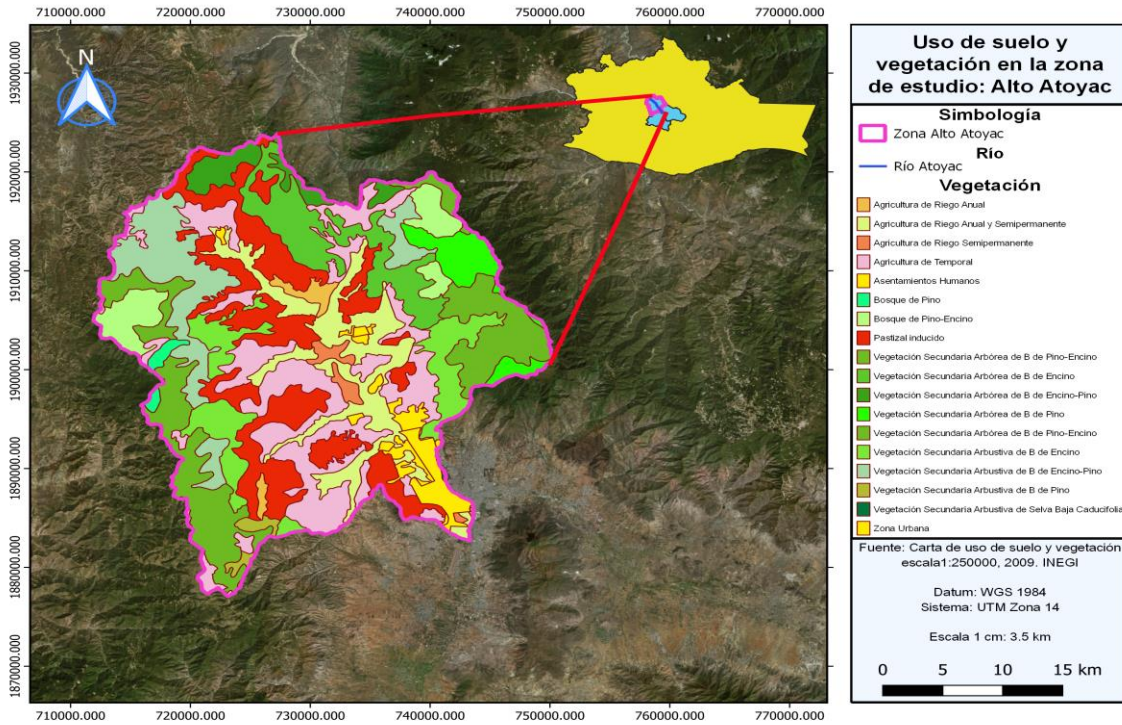 710000.000 720000.000 730000.000 740000.000 750000.000 760000.000 770000.000
1930000.000
1920000.000
1910000.000
1900000.000
1890000.000
1880000.000
1870000.000
N
710000.000 720000.000 730000.000 740000.000 750000.000 760000.000 770000.000
Uso de suelo y
vegetación en la zona
de estudio: Alto Atoyac
Simbología
Zona Alto Atoyac
Río
Río Atoyac
Vegetación
Agricultura de Riego Anual
Agricultura de Riego Anual y Semipermanente
Agricultura de Riego Semipermanente
Agricultura de Temporal
Asentamientos Humanos
Bosque de Pino
Bosque de Pino-Encino
Pastizal inducido
Vegetación Secundaria Arbórea de B de Pino-Encino
Vegetación Secundaria Arbórea de B de Encino
Vegetación Secundaria Arbórea de B de Encino-Pino
Vegetación Secundaria Arbórea de B de Pino
Vegetación Secundaria Arbórea de B de Pino-Encino
Vegetación Secundaria Arbustiva de B de Encino
Vegetación Secundaria Arbustiva de B de Encino-Pino
Vegetación Secundaria Arbustiva de B de Pino
Vegetación Secundaria Arbustiva de Selva Baja Caducifolia
Zona Urbana
Fuente: Carta de uso de suelo y vegetación
escala1:250000, 2009. INEGI
Datum: WGS 1984
Sistema: UTM Zona 14
Escala 1 cm: 3.5 km
0 5 10 15 km